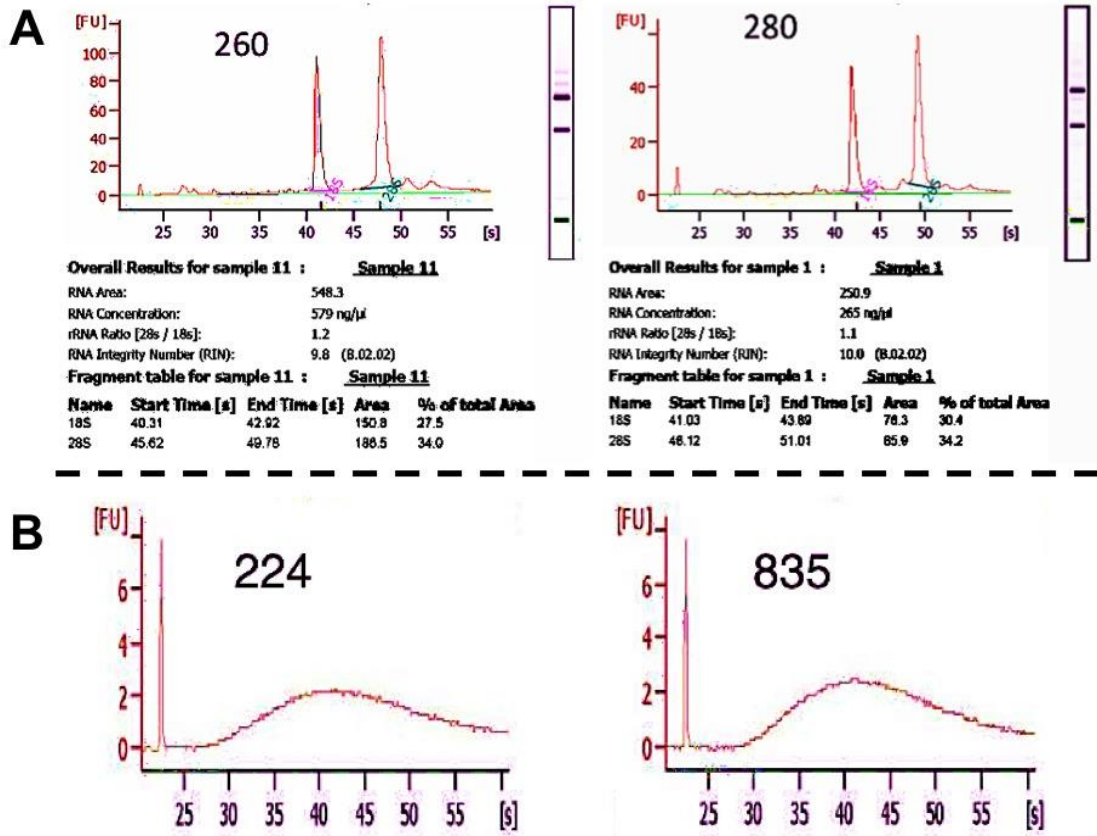 A
[FU]
260
100
80
60
40
20
0
18S
28S
25 30 35 40 45 50 55 [s]
Overall Results for sample 11 : Sample 11
RNA Area: 548.3
RNA Concentration: 579 ng/µl
rRNA Ratio [28s / 18s]: 1.2
RNA Integrity Number (RIN): 9.8 (B.02.02)
Fragment table for sample 11 : Sample 11
Name Start Time [s] End Time [s] Area % of total Area
18S 40.31 42.92 150.8 27.5
28S 45.62 49.78 186.5 34.0
[FU]
280
40
20
0
18S
28S
25 30 35 40 45 50 55 [s]
Overall Results for sample 1 : Sample 1
RNA Area: 250.9
RNA Concentration: 265 ng/µl
rRNA Ratio [28s / 18s]: 1.1
RNA Integrity Number (RIN): 10.0 (B.02.02)
Fragment table for sample 1 : Sample 1
Name Start Time [s] End Time [s] Area % of total Area
18S 41.03 43.89 76.3 30.4
28S 48.12 51.01 85.9 34.2
B
[FU]
224
6
4
2
0
25 30 35 40 45 50 55 [s]
[FU]
835
6
4
2
0
25 30 35 40 45 50 55 [s]